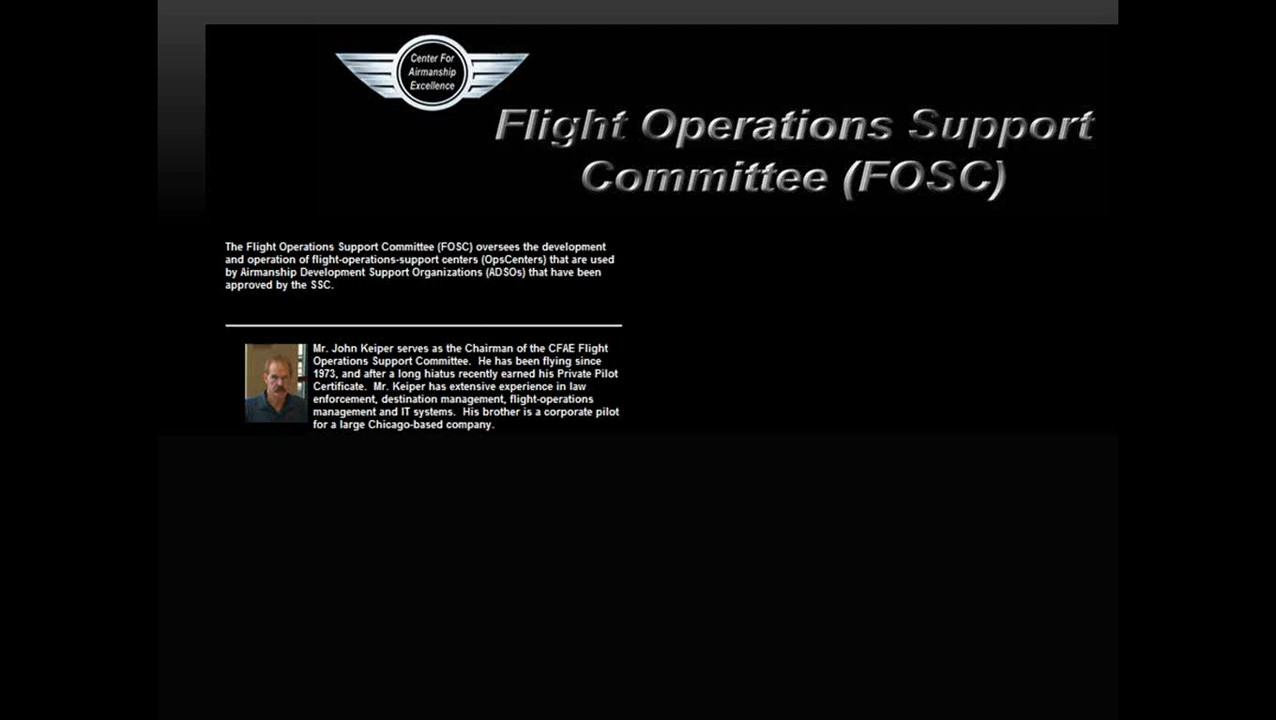 Center For
Airmanship
Excellence
Flight Operations Support
Committee (FOSC)
The Flight Operations Support Committee (FOSC) oversees the development
and operation of flight-operations-support centers (OpsCenters) that are used
by Airmanship Development Support Organizations (ADSOs) that have been
approved by the SSC.
Mr. John Keiper serves as the Chairman of the CFAE Flight
Operations Support Committee.  He has been flying since
1973, and after a long hiatus recently earned his Private Pilot
Certificate.  Mr. Keiper has extensive experience in law
enforcement, destination management, flight-operations
management and IT systems.  His brother is a corporate pilot
for a large Chicago-based company.